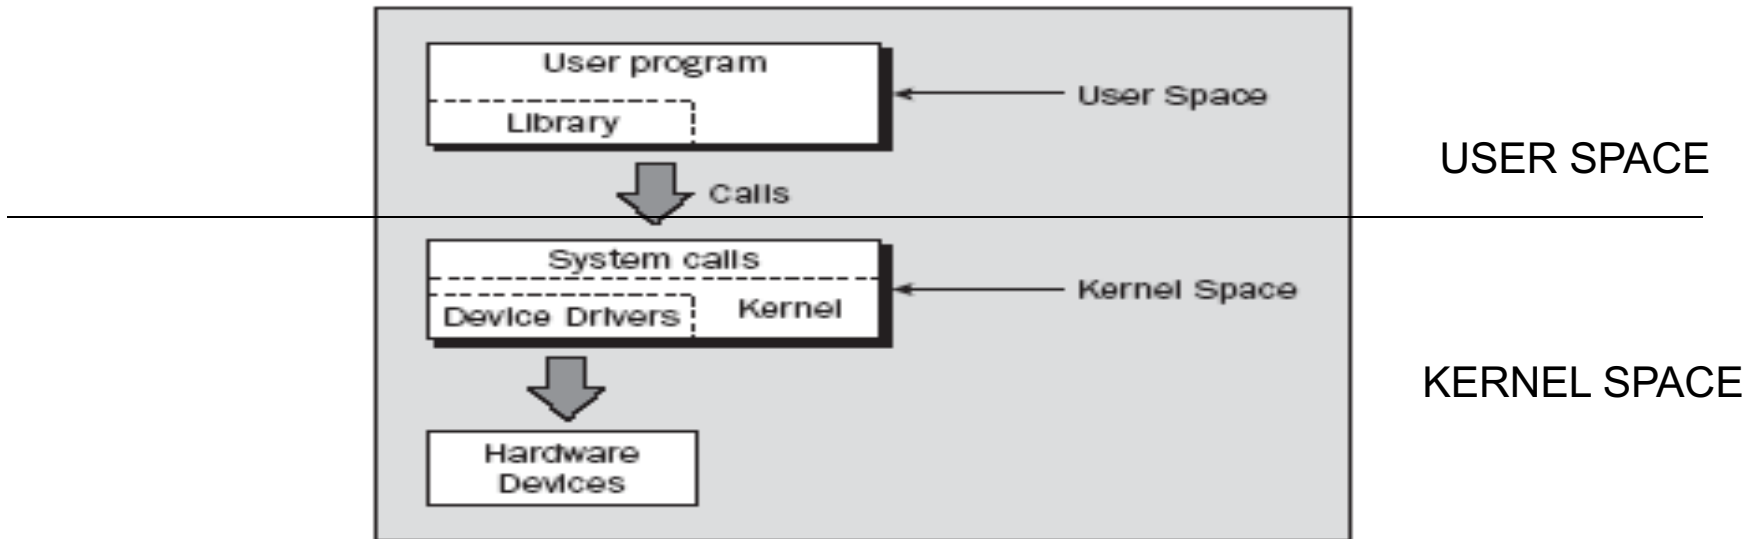 User program
Library
User Space
USER SPACE
Calls
System calls
Device Drivers
Kernel
Kernel Space
KERNEL SPACE
Hardware
Devices